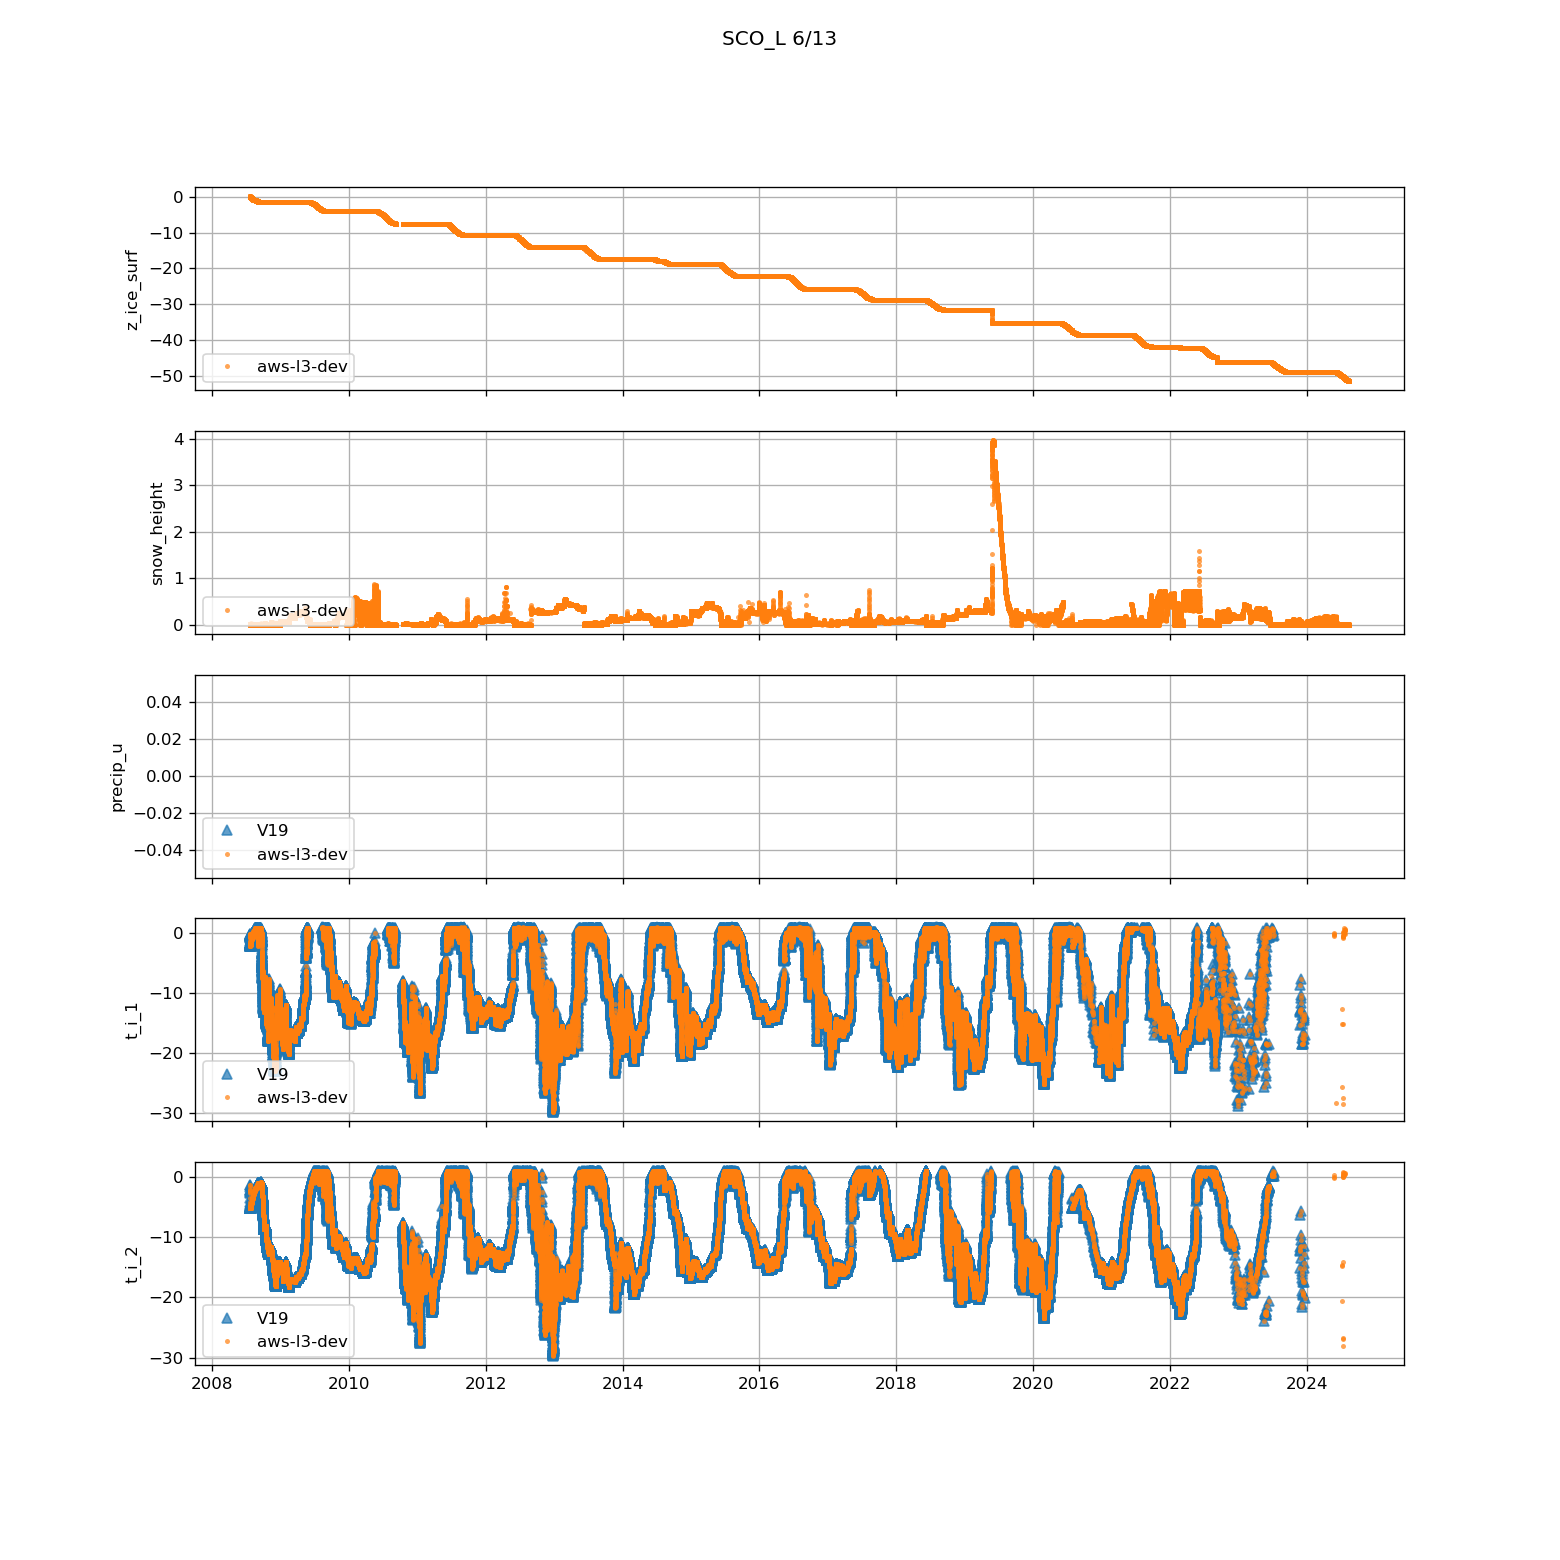 SCO_L 6/13
0
−10
−20
−30
−40
−50
z_ice_surf
aws-l3-dev
4
3
2
1
0
snow_height
aws-l3-dev
0.04
0.02
0.00
−0.02
−0.04
precip_u
V19
aws-l3-dev
0
−10
−20
−30
t_i_1
V19
aws-l3-dev
0
−10
−20
−30
t_i_2
V19
aws-l3-dev
2008 2010 2012 2014 2016 2018 2020 2022 2024